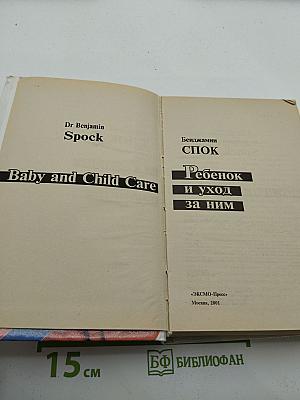 Dr Benjamin
Spock
Baby and Child Care
Бенджамин
СПОК
Ребенок
и уход
за ним
«ЭКСМО-Пресс»
Москва, 2001
15 см
БФ БИБЛИОФАН